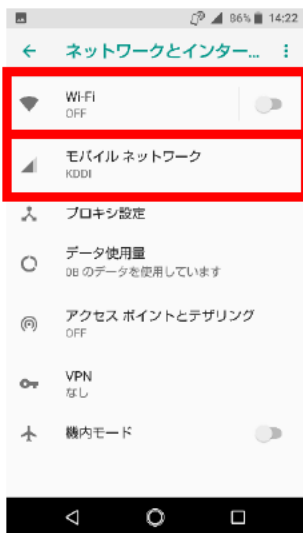 86% 14:22
ネットワークとインター...
Wi-Fi
OFF
モバイル ネットワーク
KDDI
プロキシ設定
データ使用量
0B のデータを使用しています
アクセス ポイントとテザリング
OFF
VPN
なし
機内モード